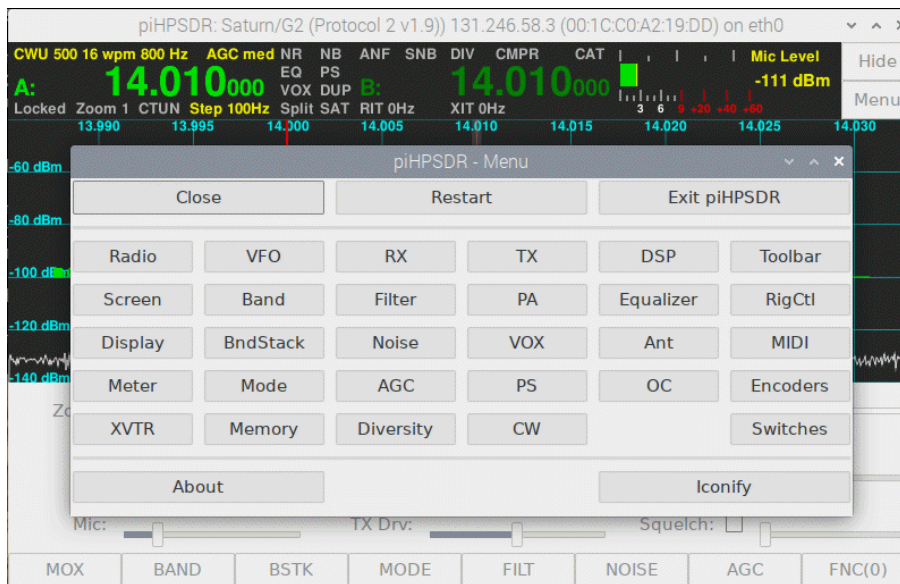 piHPSDR: Saturn/G2 (Protocol 2 v1.9)) 131.246.58.3 (00:1C:C0:A2:19:DD) on eth0
CWU 500 16 wpm 800 Hz AGC med NR NB ANF SNB DIV CMPR CAT Mic Level
EQ PS
A: 14.010000 VOX DUP B: 14.010000 -111 dBm
Locked Zoom 1 CTUN Step 100Hz Split SAT RIT 0Hz XIT 0Hz 3 6 9 +20 +40 +60
Hide
Menu
13.990 13.995 14.000 14.005 14.010 14.015 14.020 14.025 14.030
-60 dBm
-80 dBm
-100 dBm
-120 dBm
-140 dBm
piHPSDR - Menu
Close Restart Exit piHPSDR
Radio VFO RX TX DSP Toolbar
Screen Band Filter PA Equalizer RigCtl
Display BndStack Noise VOX Ant MIDI
Meter Mode AGC PS OC Encoders
XVTR Memory Diversity CW Switches
About Iconify
Mic: TX Drv: Squelch:
MOX BAND BSTK MODE FILT NOISE AGC FNC(0)